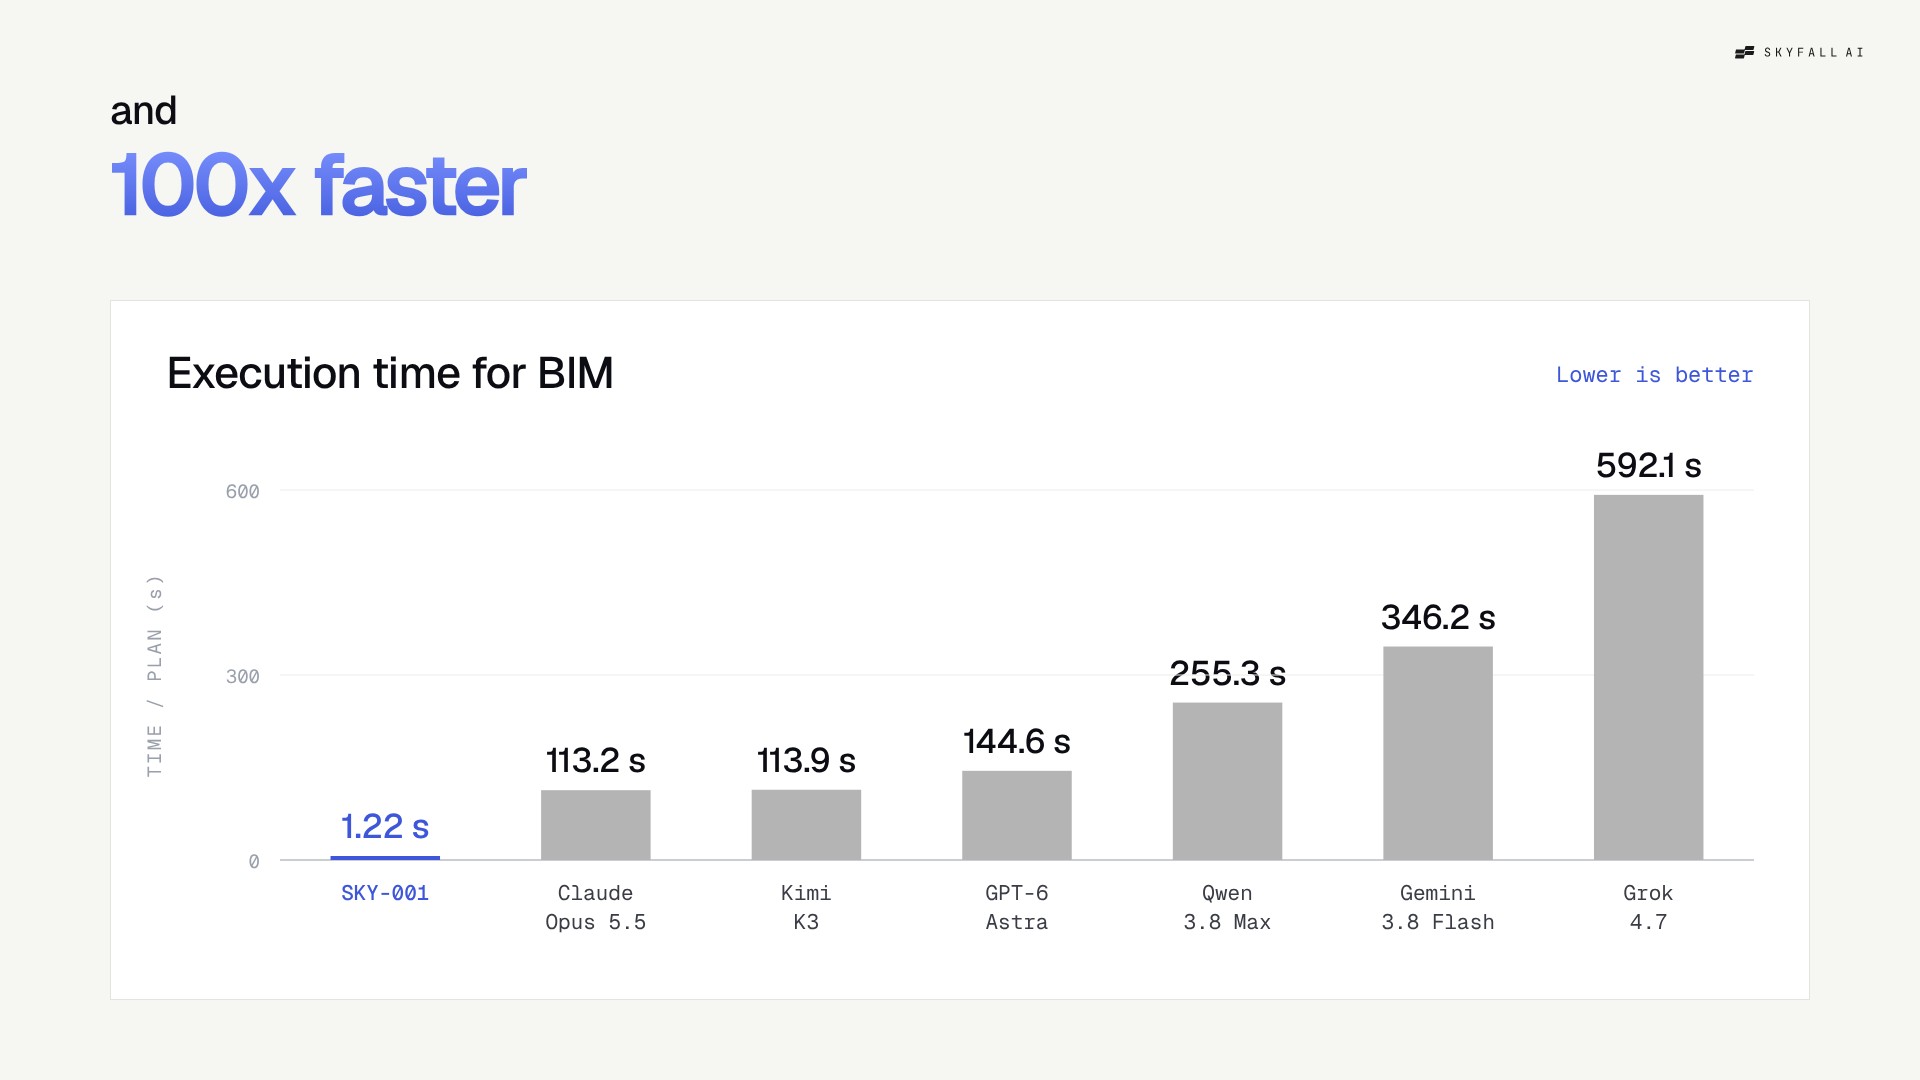 SKYFALL AI
and
100x faster
Execution time for BIM
Lower is better
TIME / PLAN (s)
600
300
0
1.22 s
113.2 s
113.9 s
144.6 s
255.3 s
346.2 s
592.1 s
SKY-001
Claude
Opus 5.5
Kimi
K3
GPT-6
Astra
Qwen
3.8 Max
Gemini
3.8 Flash
Grok
4.7